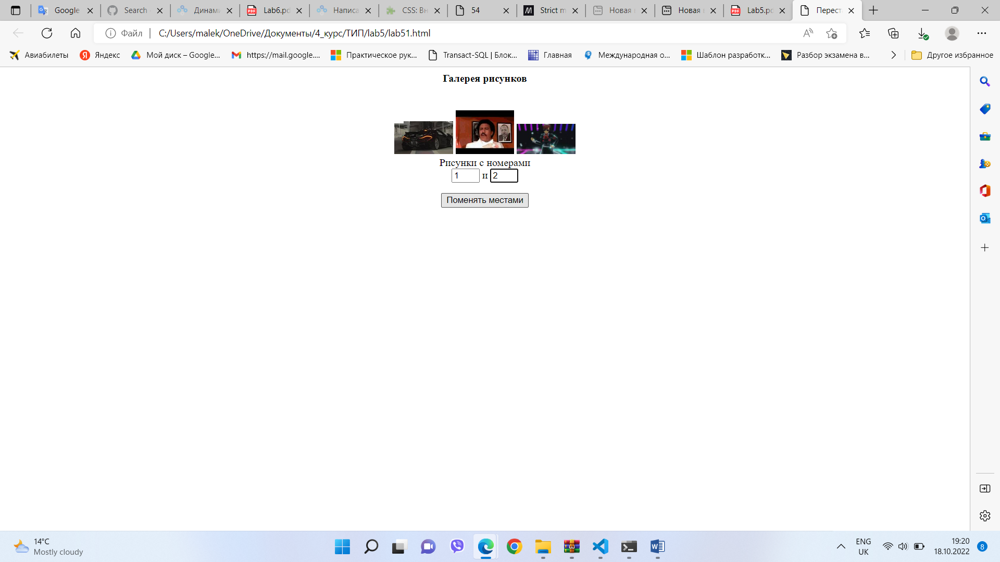 Google
Search
Динами
Lab6.pd
Написа
CSS: Вн
54
Strict m
Новая в
Новая в
Lab5.pd
Перест
Файл
C:/Users/malek/OneDrive/Документы/4_курс/ТИП/lab5/lab51.html
Авиабилеты
Яндекс
Мой диск – Google...
https://mail.google....
Практическое рук...
Transact-SQL | Блок...
Главная
Международная о...
Шаблон разработк...
Разбор экзамена в...
Другое избранное
Галерея рисунков
Рисунки с номерами
1 и 2
Поменять местами
14°C
Mostly cloudy
ENG
UK
19:20
18.10.2022
8